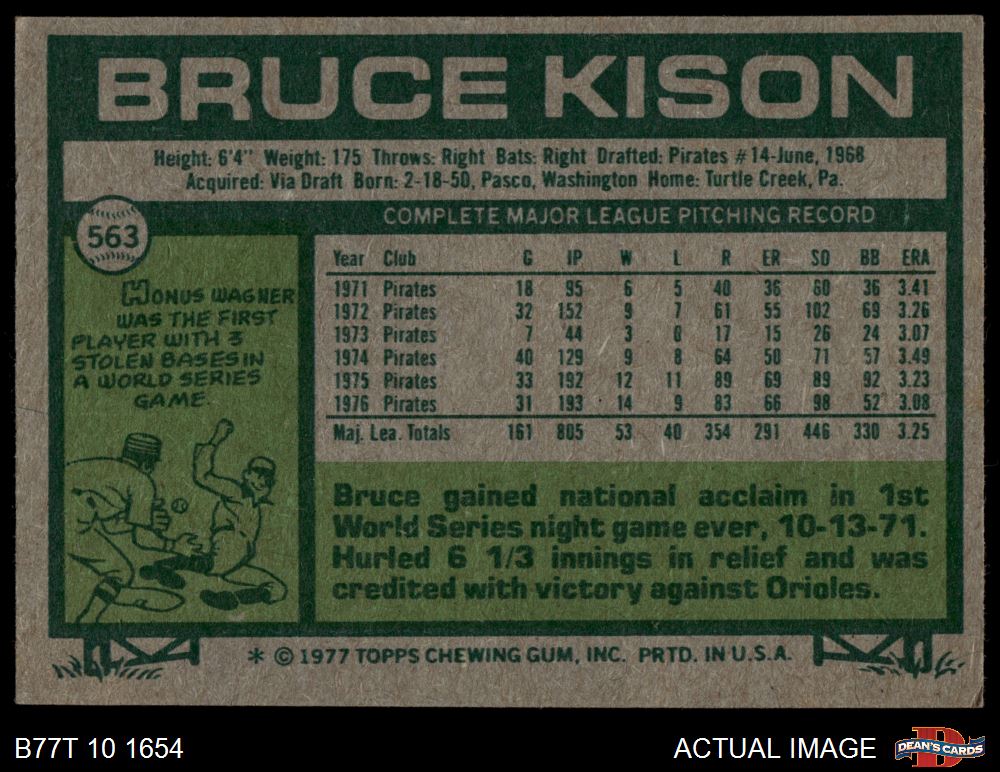 BRUCE KISON
Height: 6'4" Weight: 175 Throws: Right Bats: Right Drafted: Pirates #14-June, 1968
Acquired: Via Draft Born: 2-18-50, Pasco, Washington Home: Turtle Creek, Pa.
563
COMPLETE MAJOR LEAGUE PITCHING RECORD
Year Club G IP W L R ER SO BB ERA
1971 Pirates 18 95 6 5 40 36 60 36 3.41
1972 Pirates 32 152 9 7 61 55 102 69 3.26
1973 Pirates 7 44 3 0 17 15 26 24 3.07
1974 Pirates 40 129 9 8 64 50 71 57 3.49
1975 Pirates 33 192 12 11 89 69 89 92 3.23
1976 Pirates 31 193 14 9 83 66 98 52 3.08
Maj. Lea. Totals 161 805 53 40 354 291 446 330 3.25
HONUS WAGNER
WAS THE FIRST
PLAYER WITH 3
STOLEN BASES IN
A WORLD SERIES
GAME.
Bruce gained national acclaim in 1st
World Series night game ever, 10-13-71.
Hurled 6 1/3 innings in relief and was
credited with victory against Orioles.
* © 1977 TOPPS CHEWING GUM, INC. PRTD. IN U.S.A.
B77T 10 1654
ACTUAL IMAGE
D
DEAN'S CARDS